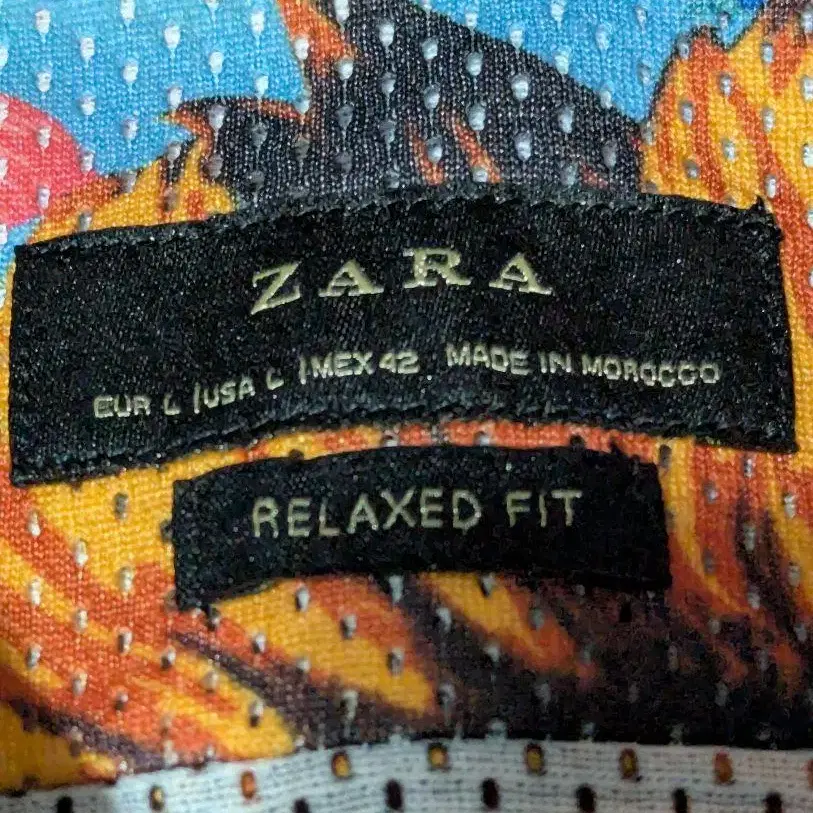 ZARA
EUR L | USA L | MEX 42 MADE IN MOROCCO
RELAXED FIT